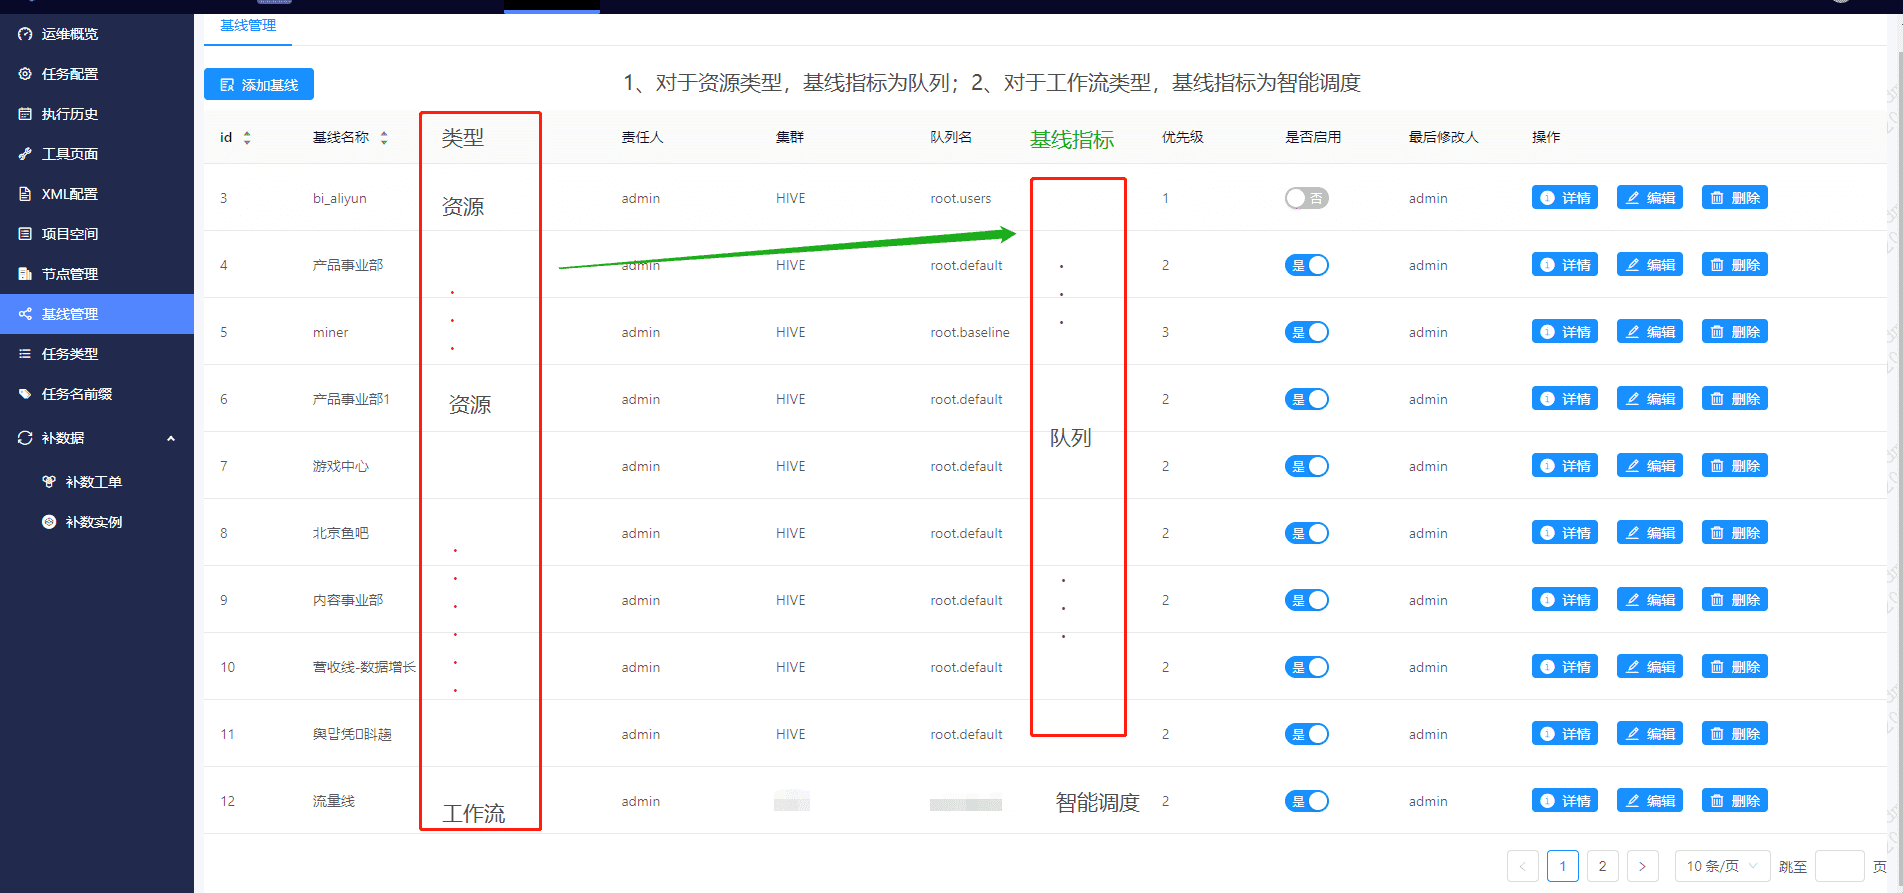 运维概览
任务配置
执行历史
工具页面
XML配置
项目空间
节点管理
基线管理
任务类型
任务名前缀
补数据
补数工单
补数实例
基线管理
添加基线
1、对于资源类型，基线指标为队列；2、对于工作流类型，基线指标为智能调度
id 基线名称 类型 责任人 集群 队列名 基线指标 优先级 是否启用 最后修改人 操作
3 bi_aliyun 资源 admin HIVE root.users 1 否 admin 详情 编辑 删除
4 产品事业部 admin HIVE root.default 2 是 admin 详情 编辑 删除
5 miner admin HIVE root.baseline 3 是 admin 详情 编辑 删除
6 产品事业部1 资源 admin HIVE root.default 2 是 admin 详情 编辑 删除
队列
7 游戏中心 admin HIVE root.default 2 是 admin 详情 编辑 删除
8 北京鱼吧 admin HIVE root.default 2 是 admin 详情 编辑 删除
9 内容事业部 admin HIVE root.default 2 是 admin 详情 编辑 删除
10 营收线-数据增长 admin HIVE root.default 2 是 admin 详情 编辑 删除
11 admin HIVE root.default 2 是 admin 详情 编辑 删除
12 流量线 工作流 admin 智能调度 2 是 admin 详情 编辑 删除
1 2 10 条/页 跳至 页